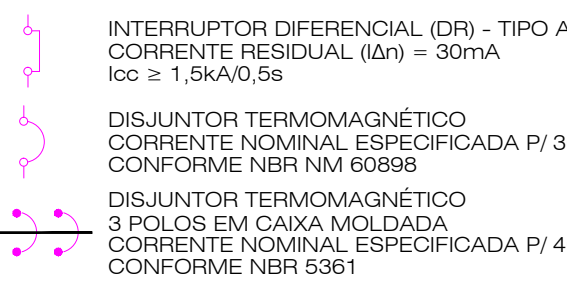 INTERRUPTOR DIFERENCIAL (DR) - TIPO A
CORRENTE RESIDUAL (IΔn) = 30mA
Icc ≥ 1,5kA/0,5s
DISJUNTOR TERMOMAGNÉTICO
CORRENTE NOMINAL ESPECIFICADA P/ 3
CONFORME NBR NM 60898
DISJUNTOR TERMOMAGNÉTICO
3 POLOS EM CAIXA MOLDADA
CORRENTE NOMINAL ESPECIFICADA P/ 4
CONFORME NBR 5361